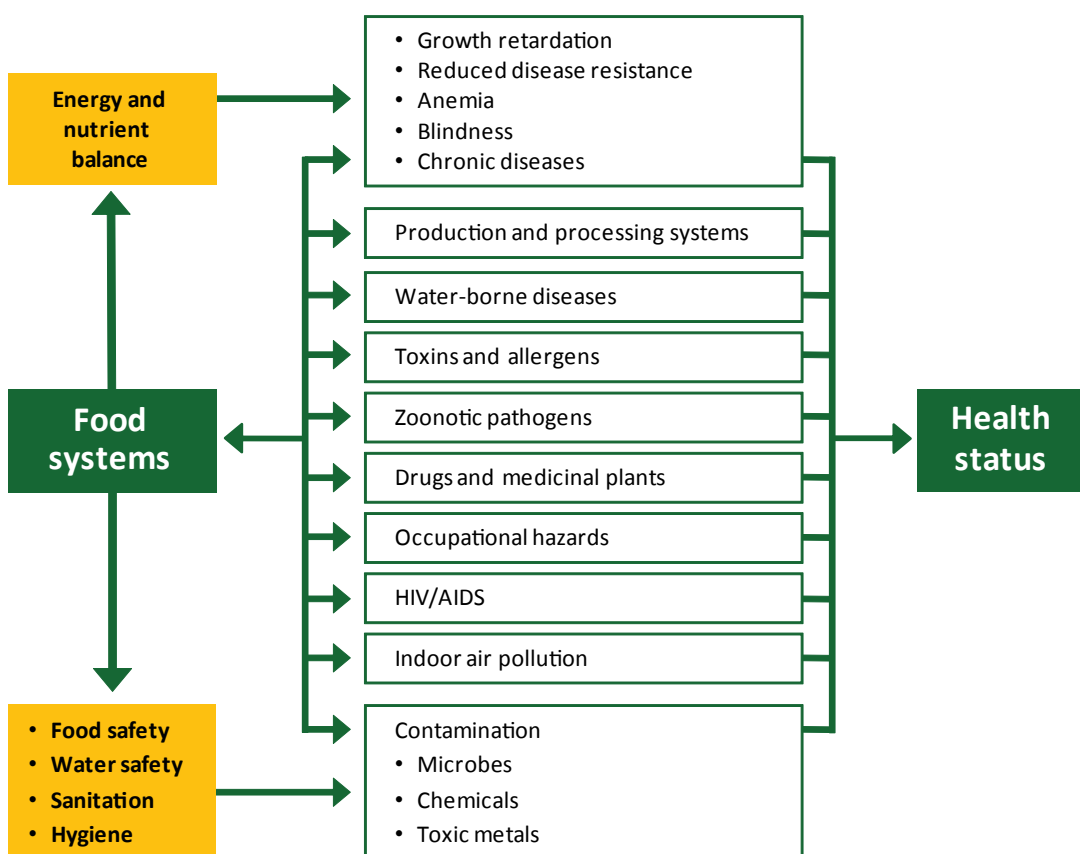 Energy and
nutrient
balance
• Growth retardation
• Reduced disease resistance
• Anemia
• Blindness
• Chronic diseases
Production and processing systems
Water-borne diseases
Toxins and allergens
Food
systems
Zoonotic pathogens
Health
status
Drugs and medicinal plants
Occupational hazards
HIV/AIDS
Indoor air pollution
• Food safety
• Water safety
• Sanitation
• Hygiene
Contamination
• Microbes
• Chemicals
• Toxic metals